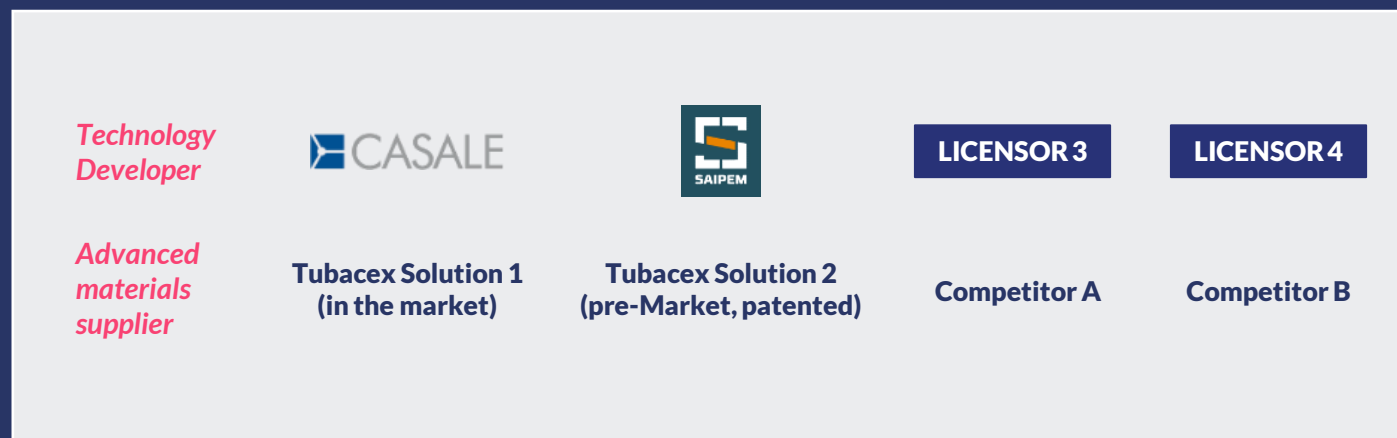 Technology
Developer
CASALE
SAIPEM
LICENSOR 3
LICENSOR 4
Advanced
materials
supplier
Tubacex Solution 1
(in the market)
Tubacex Solution 2
(pre-Market, patented)
Competitor A
Competitor B